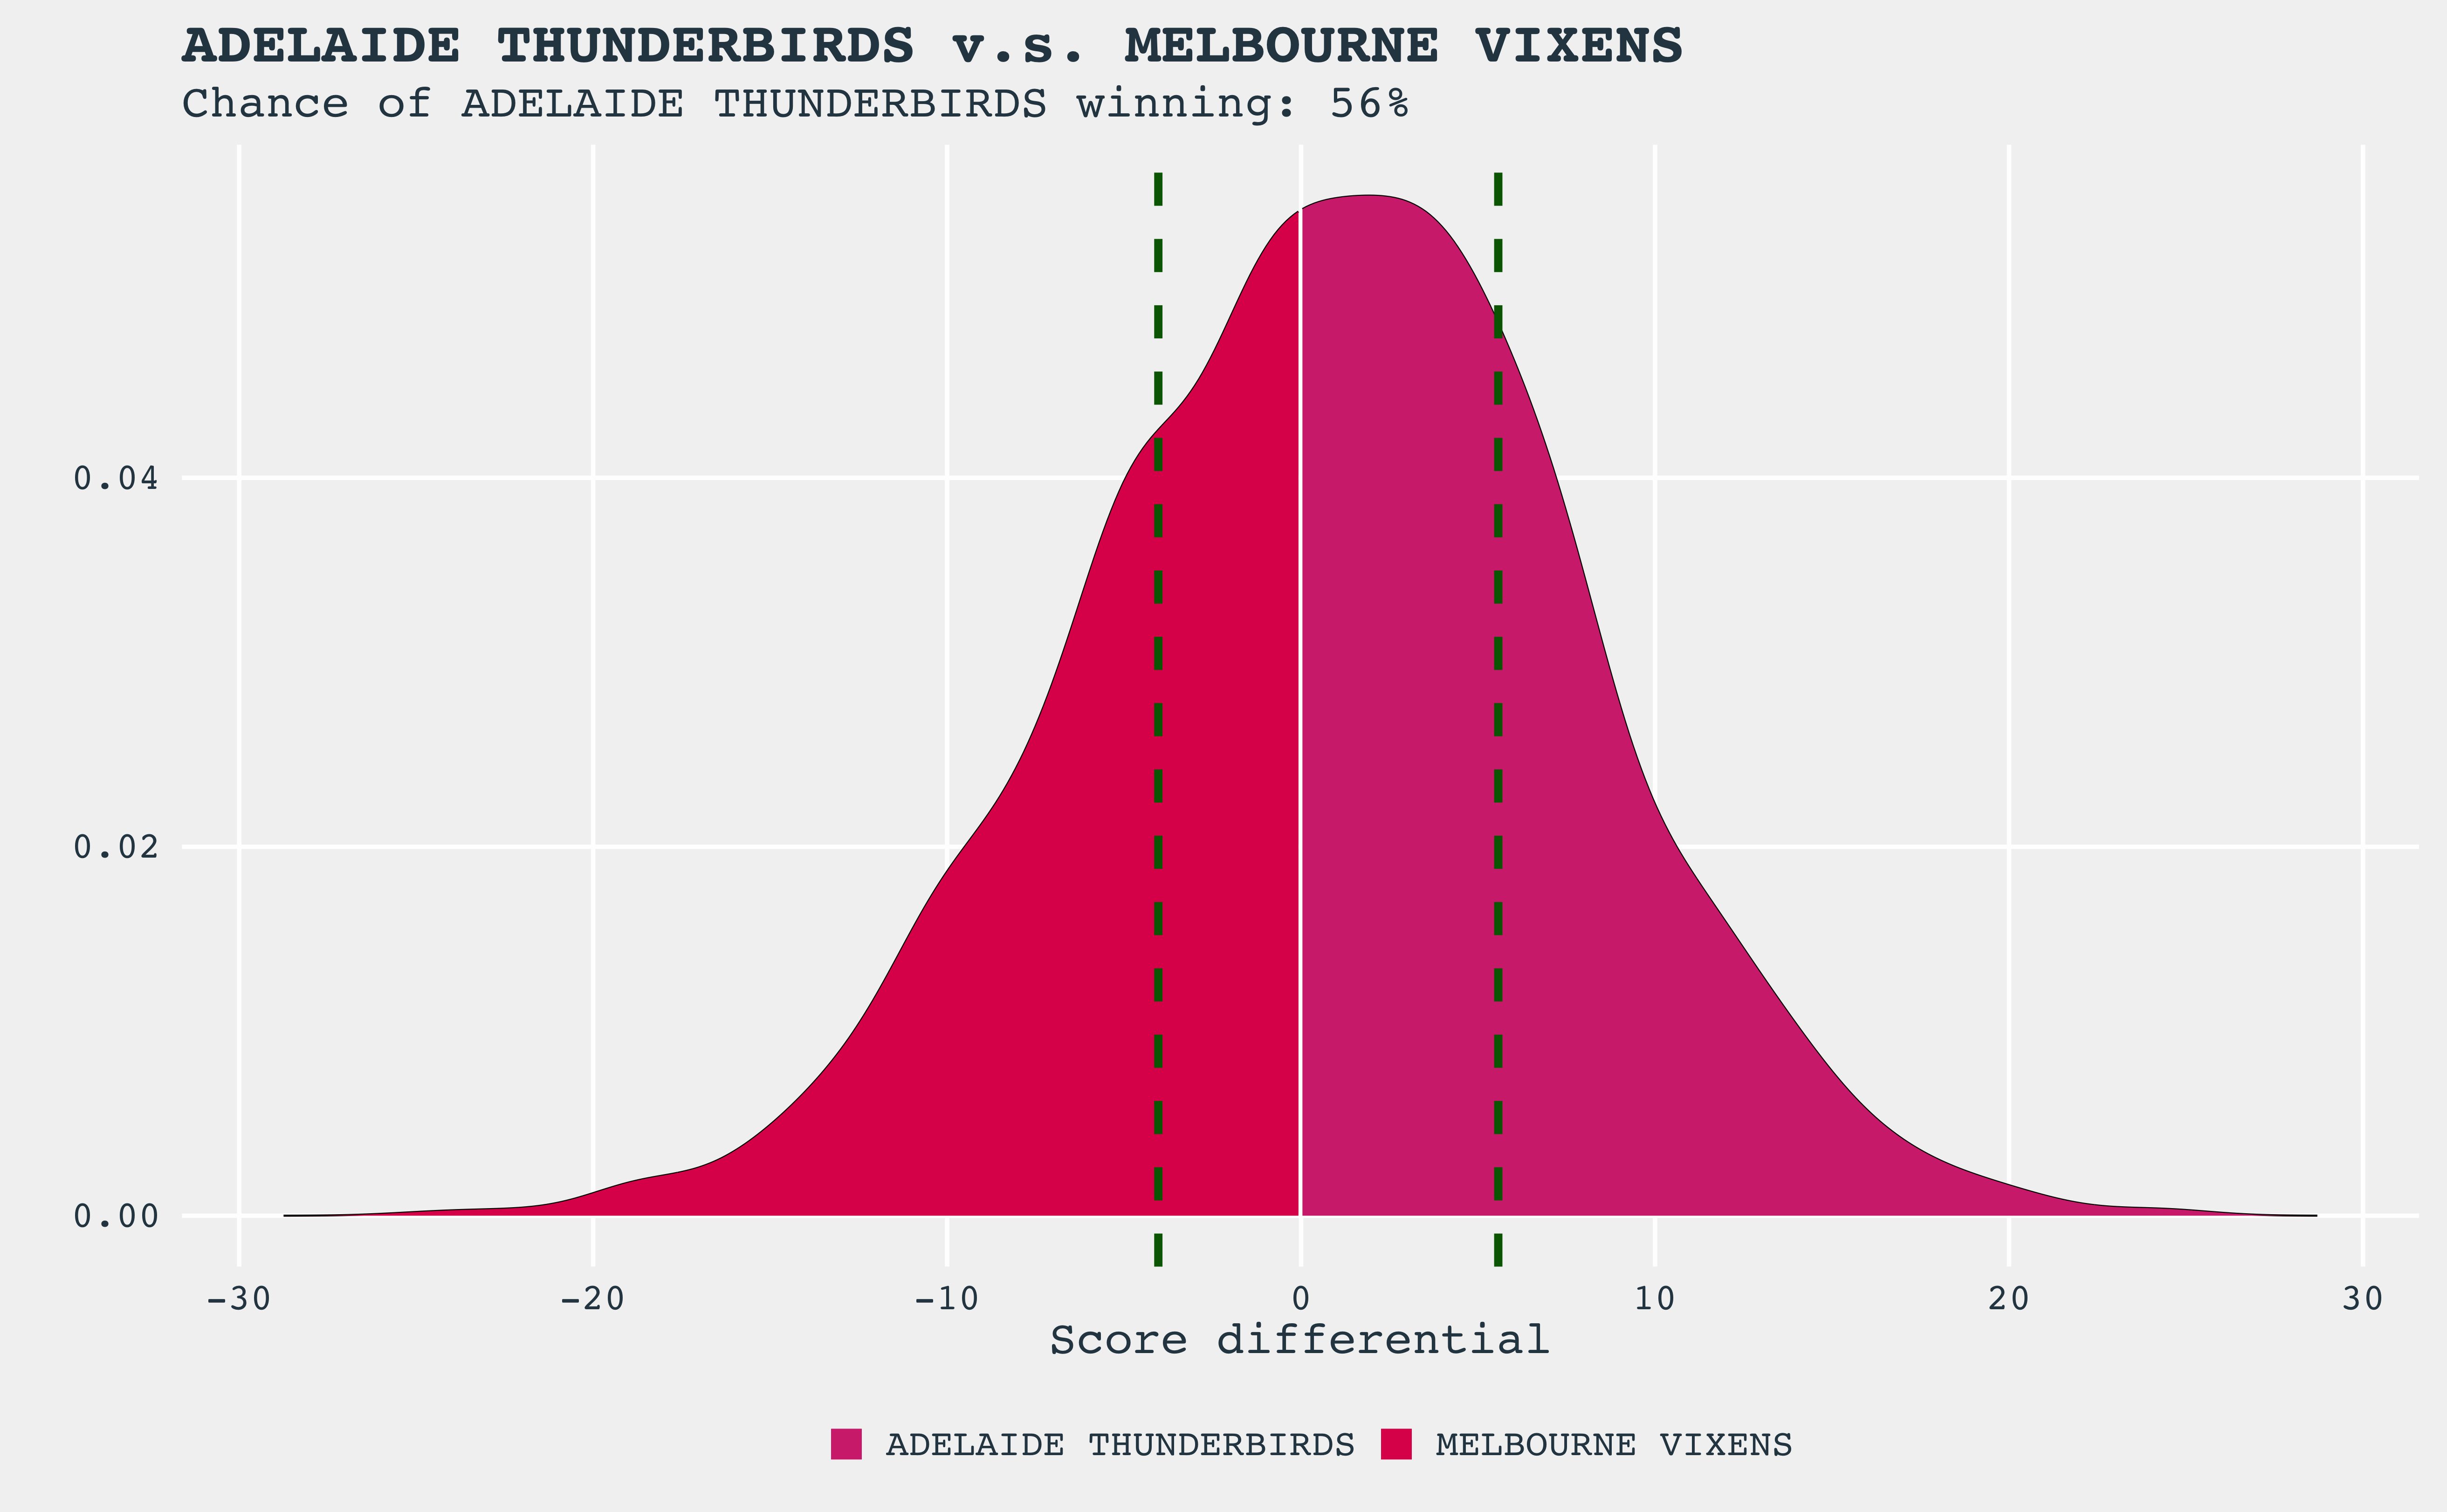 ADELAIDE THUNDERBIRDS v.s. MELBOURNE VIXENS
Chance of ADELAIDE THUNDERBIRDS winning: 56%
0.04
0.02
0.00
-30 -20 -10 0 10 20 30
Score differential
ADELAIDE THUNDERBIRDS MELBOURNE VIXENS